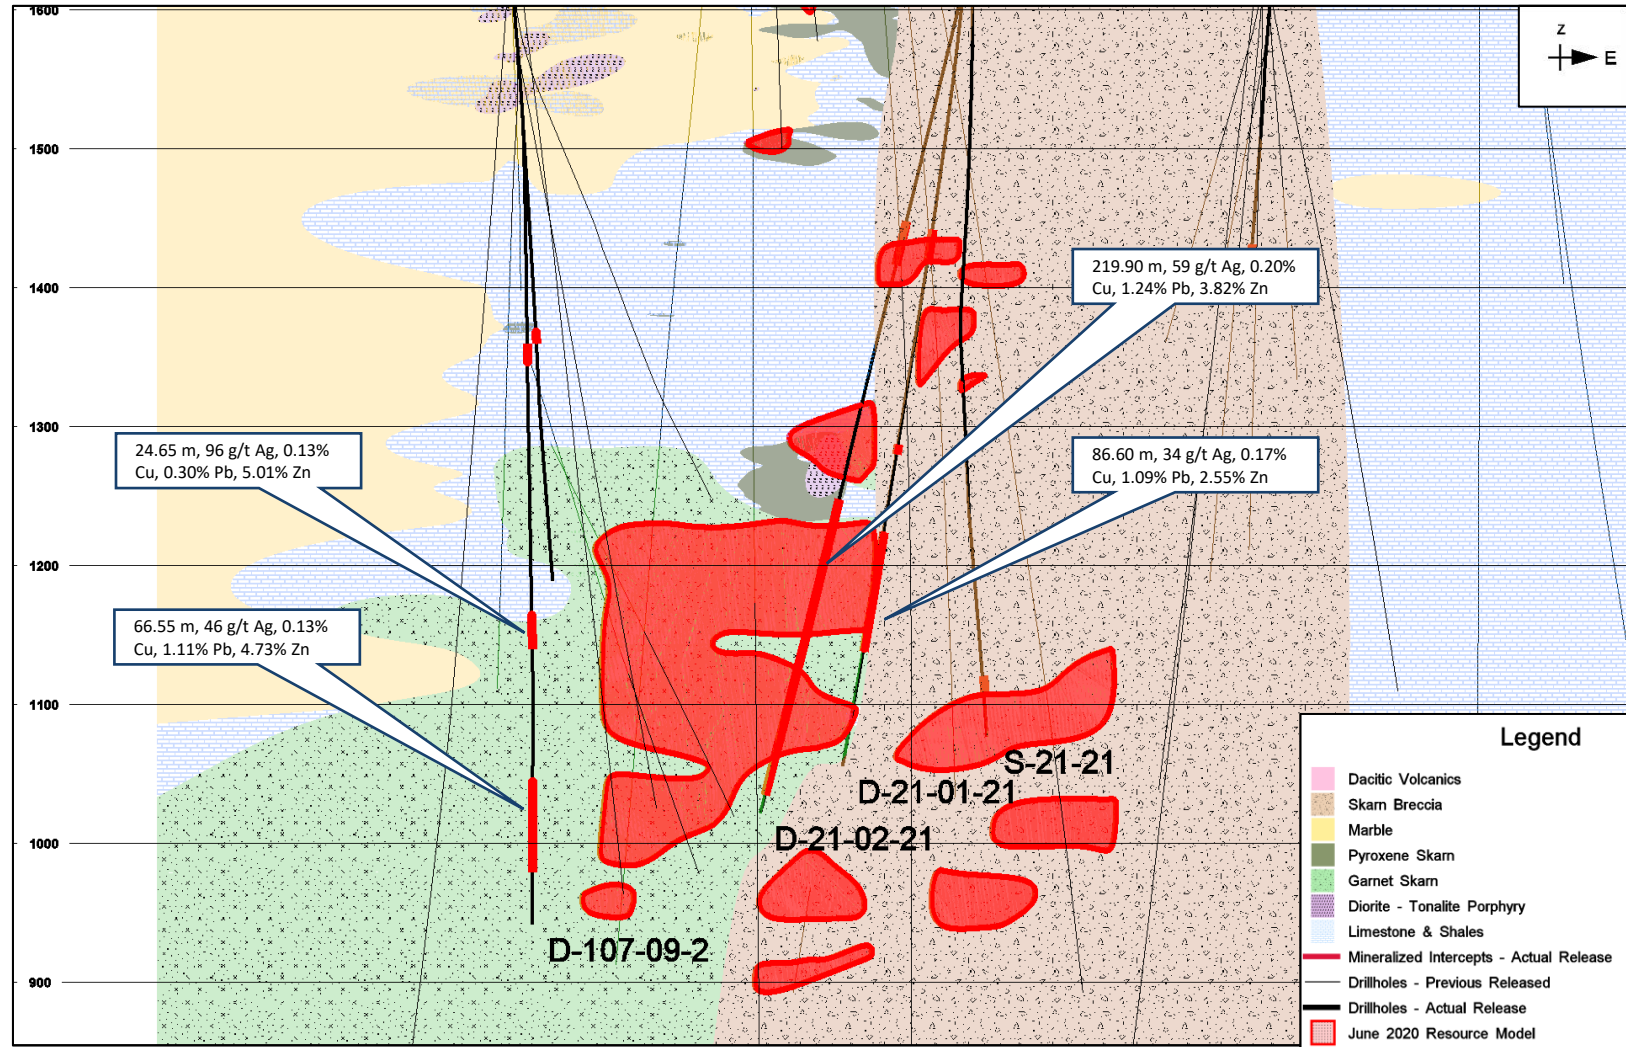 1600
Z
E
1500
219.90 m, 59 g/t Ag, 0.20%
Cu, 1.24% Pb, 3.82% Zn
1400
1300
24.65 m, 96 g/t Ag, 0.13%
Cu, 0.30% Pb, 5.01% Zn
86.60 m, 34 g/t Ag, 0.17%
Cu, 1.09% Pb, 2.55% Zn
1200
66.55 m, 46 g/t Ag, 0.13%
Cu, 1.11% Pb, 4.73% Zn
1100
S-21-21
D-21-01-21
D-21-02-21
1000
D-107-09-2
900
Legend
Dacitic Volcanics
Skarn Breccia
Marble
Pyroxene Skarn
Garnet Skarn
Diorite - Tonalite Porphyry
Limestone & Shales
Mineralized Intercepts - Actual Release
Drillholes - Previous Released
Drillholes - Actual Release
June 2020 Resource Model